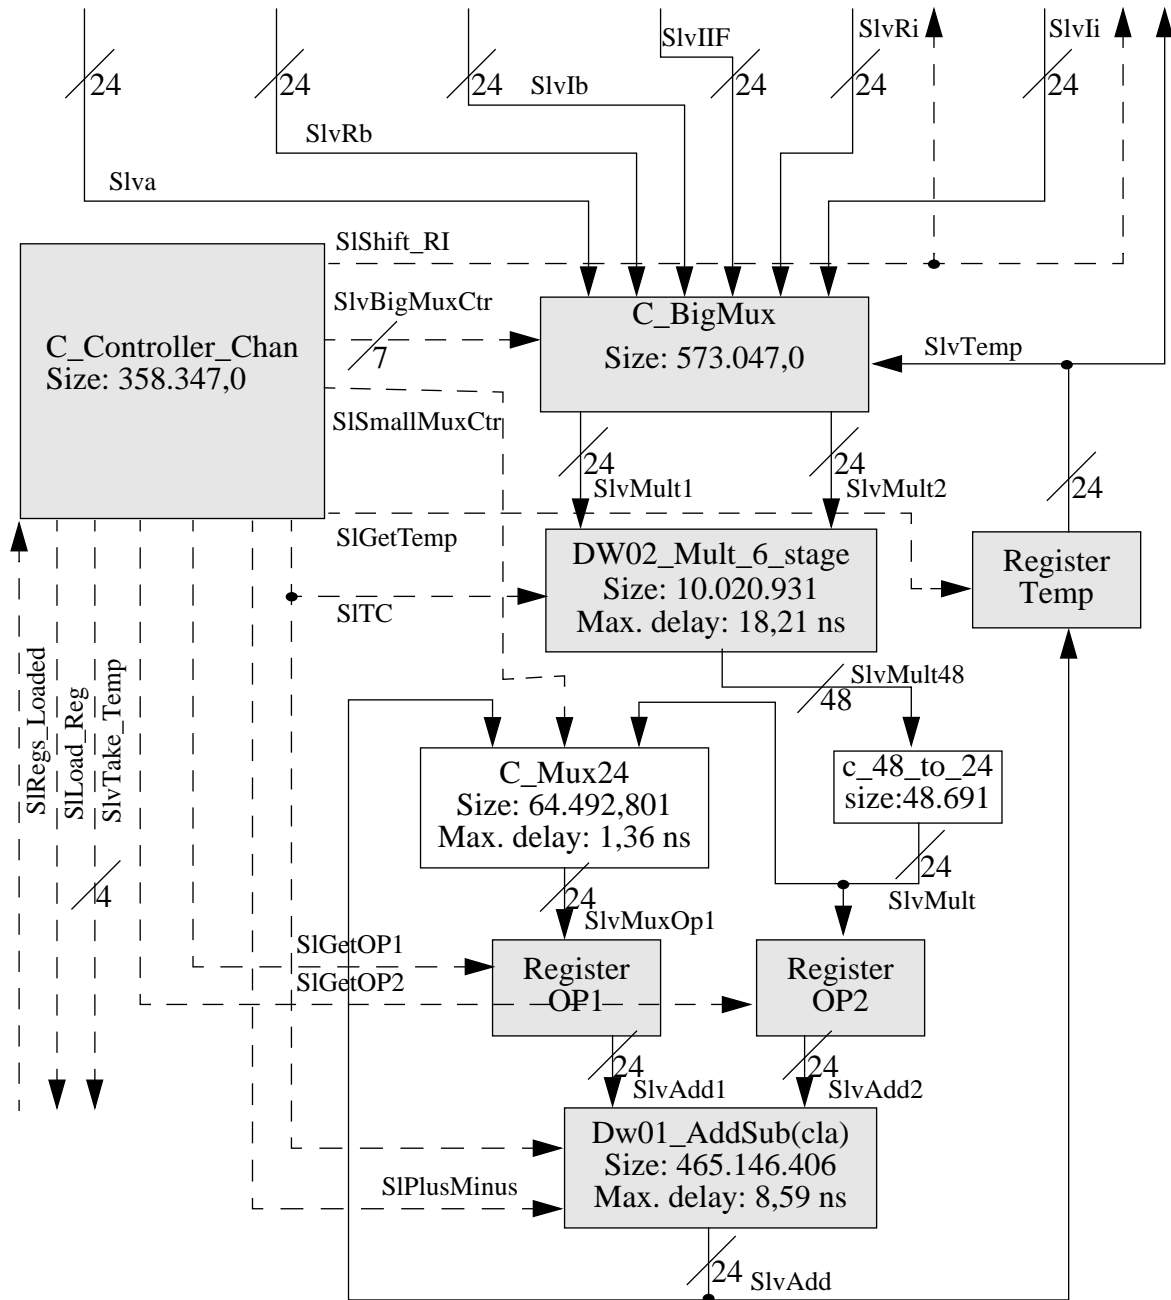 SlvIIF
SlvRi
SlvIi
24
24
24
24
24
24
SlvIb
SlvRb
Slva
SlShift_RI
SlvBigMuxCtr
7
C_Controller_Chan
Size: 358.347,0
C_BigMux
Size: 573.047,0
SlvTemp
SlSmallMuxCtr
24
24
24
SlvMult1
SlvMult2
SlGetTemp
DW02_Mult_6_stage
Size: 10.020.931
Max. delay: 18,21 ns
Register
Temp
SlTC
SlvMult48
48
SlRegs_Loaded
SlLoad_Reg
SlvTake_Temp
4
C_Mux24
Size: 64.492,801
Max. delay: 1,36 ns
c_48_to_24
size:48.691
24
24
SlvMult
SlvMuxOp1
SlGetOP1
SlGetOP2
Register
OP1
Register
OP2
24
24
SlvAdd1
SlvAdd2
Dw01_AddSub(cla)
Size: 465.146.406
Max. delay: 8,59 ns
SlPlusMinus
24
SlvAdd